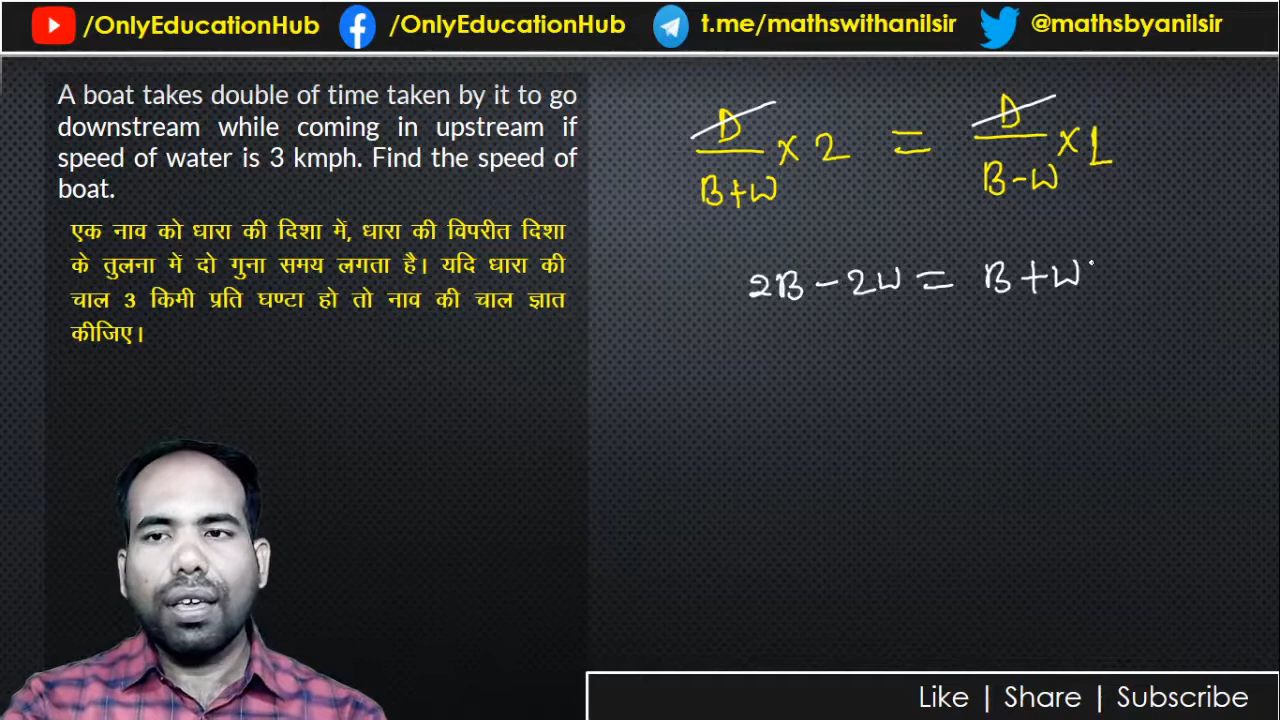 /OnlyEducationHub /OnlyEducationHub t.me/mathswithanilsir @mathsbyanilsir
A boat takes double of time taken by it to go
downstream while coming in upstream if
speed of water is 3 kmph. Find the speed of
boat.
एक नाव को धारा की दिशा में, धारा की विपरीत दिशा
के तुलना में दो गुना समय लगता है। यदि धारा की
चाल 3 किमी प्रति घण्टा हो तो नाव की चाल ज्ञात
कीजिए।
D/B+W × 2 = D/B-W × 1
2B - 2W = B + W
Like | Share | Subscribe